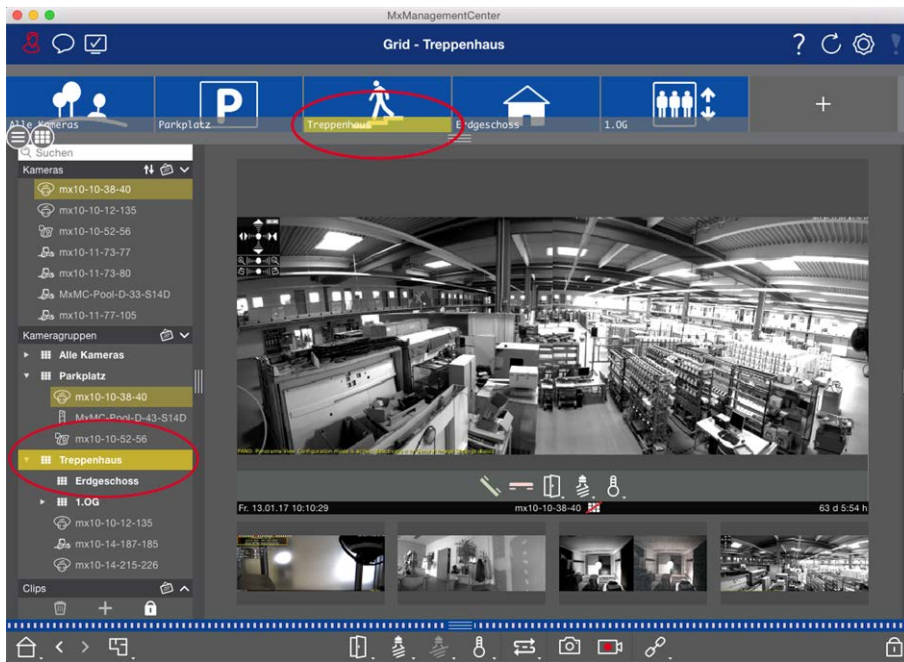 MxManagementCenter
Grid - Treppenhaus
?
P
Alle Kameras
Parkplatz
Treppenhaus
Erdgeschoss
1.OG
+
Suchen
Kameras
mx10-10-38-40
mx10-10-12-135
mx10-10-52-56
mx10-11-73-77
mx10-11-73-80
MxMC-Pool-D-33-S14D
mx10-11-77-105
Kameragruppen
Alle Kameras
Parkplatz
mx10-10-38-40
MxMC-Pool-D-43-S14D
mx10-10-52-56
Treppenhaus
Erdgeschoss
1.OG
mx10-10-12-135
mx10-14-187-185
mx10-14-215-226
Clips
Fr. 13.01.17 10:10:29
mx10-10-38-40
63 d 5:54 h